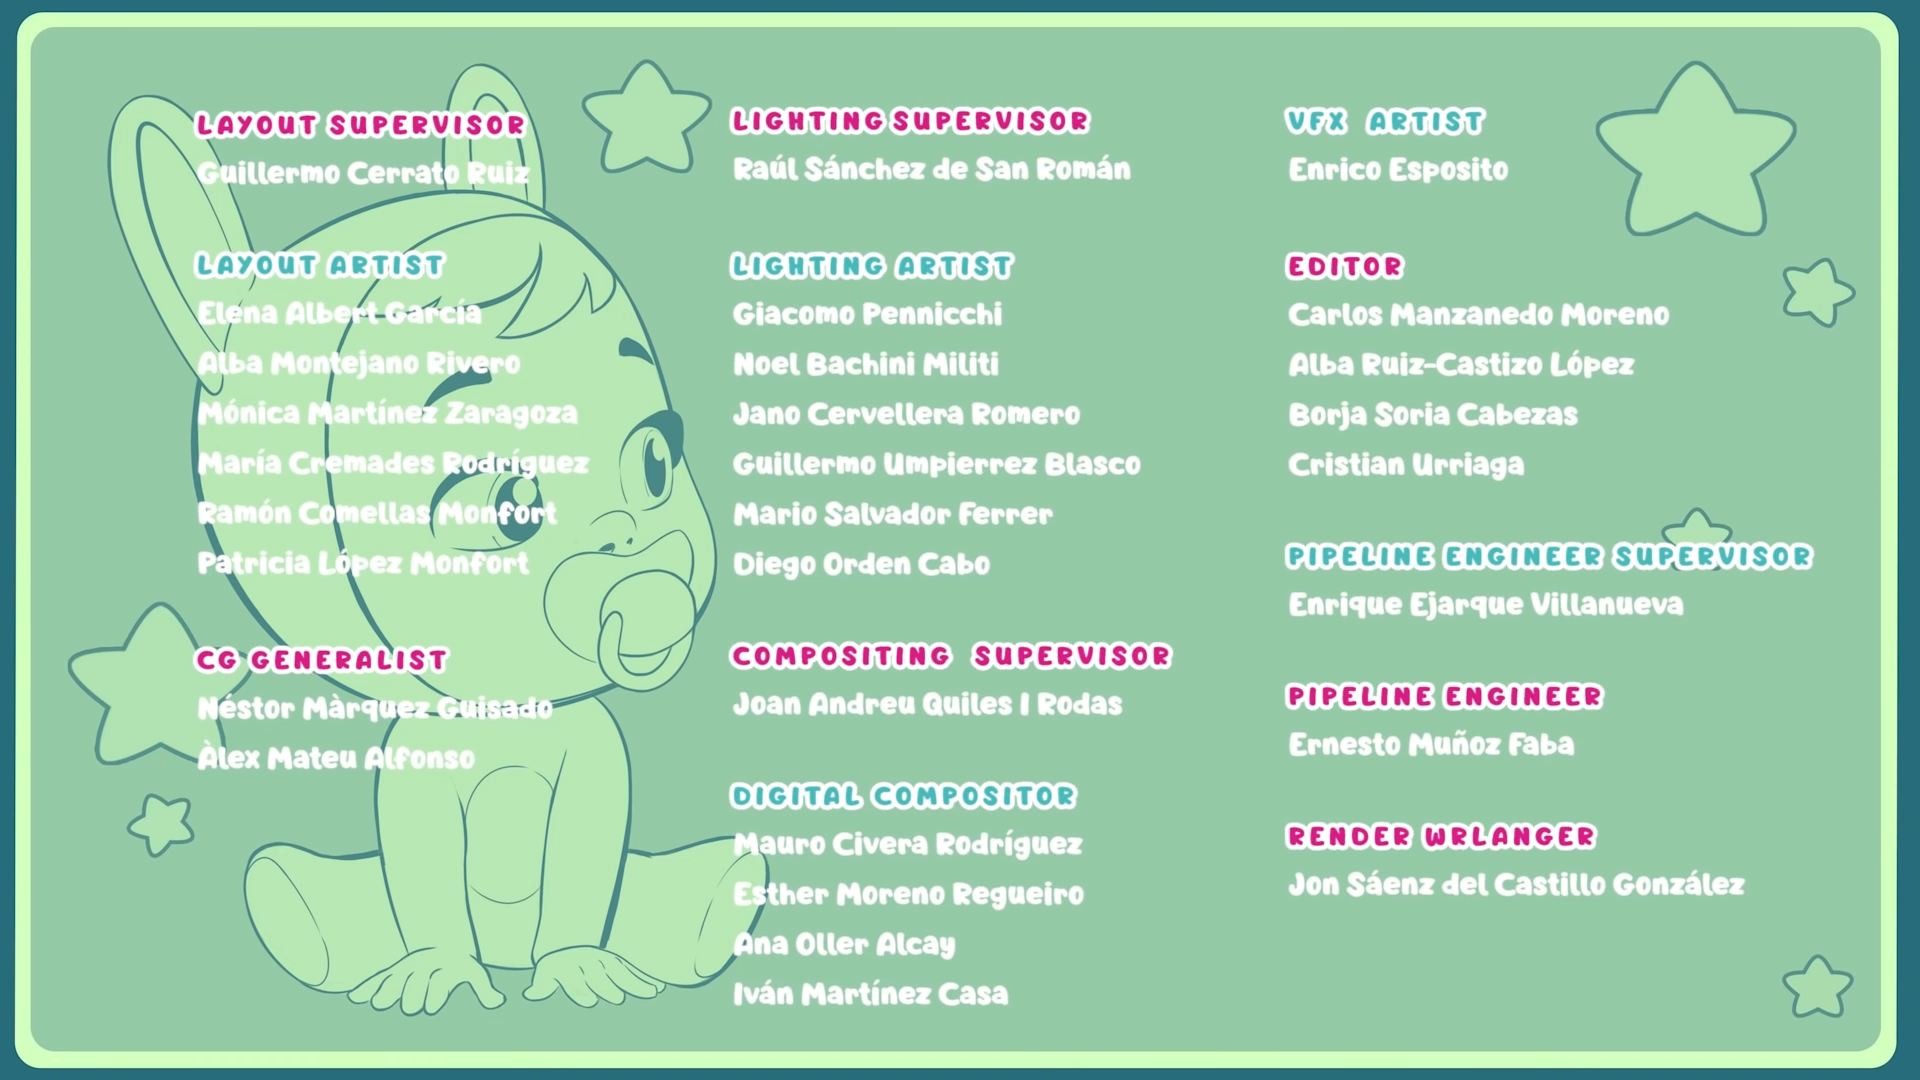 LAYOUT SUPERVISOR
Guillermo Cerrato Ruiz
LAYOUT ARTIST
Elena Albert García
Alba Montejano Rivero
Mónica Martínez Zaragoza
María Cremades Rodríguez
Ramón Comellas Monfort
Patricia López Monfort
CG GENERALIST
Néstor Màrquez Guisado
Àlex Mateu Alfonso
LIGHTING SUPERVISOR
Raúl Sánchez de San Román
LIGHTING ARTIST
Giacomo Pennicchi
Noel Bachini Militi
Jano Cervellera Romero
Guillermo Umpierrez Blasco
Mario Salvador Ferrer
Diego Orden Cabo
COMPOSITING SUPERVISOR
Joan Andreu Quiles I Rodas
DIGITAL COMPOSITOR
Mauro Civera Rodríguez
Esther Moreno Regueiro
Ana Oller Alcay
Iván Martínez Casa
VFX ARTIST
Enrico Esposito
EDITOR
Carlos Manzanedo Moreno
Alba Ruiz-Castizo López
Borja Soria Cabezas
Cristian Urriaga
PIPELINE ENGINEER SUPERVISOR
Enrique Ejarque Villanueva
PIPELINE ENGINEER
Ernesto Muñoz Faba
RENDER WRLANGER
Jon Sáenz del Castillo González